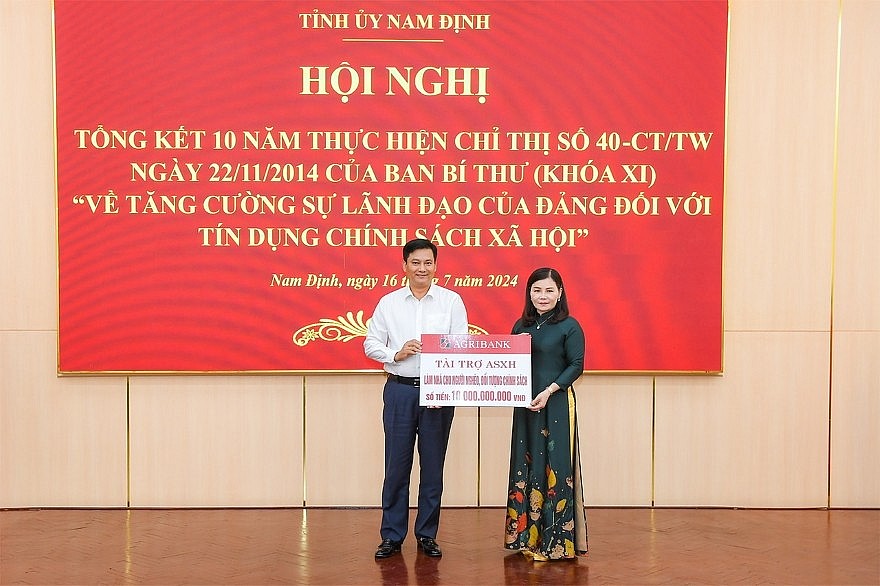 TỈNH ỦY NAM ĐỊNH
HỘI NGHỊ
TỔNG KẾT 10 NĂM THỰC HIỆN CHỈ THỊ SỐ 40-CT/TW
NGÀY 22/11/2014 CỦA BAN BÍ THƯ (KHÓA XI)
“VỀ TĂNG CƯỜNG SỰ LÃNH ĐẠO CỦA ĐẢNG ĐỐI VỚI
TÍN DỤNG CHÍNH SÁCH XÃ HỘI”
Nam Định, ngày 16 tháng 7 năm 2024
AGRIBANK
TÀI TRỢ ASXH
LÀM NHÀ CHO NGƯỜI NGHÈO, ĐỐI TƯỢNG CHÍNH SÁCH
SỐ TIỀN: 10 000.000.000 VNĐ